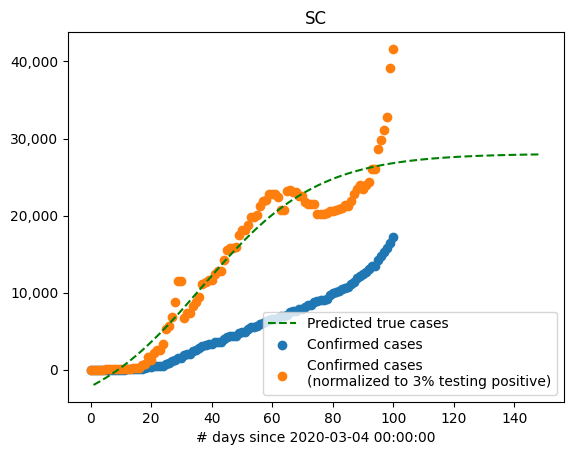 SC
40,000
30,000
20,000
10,000
0
Predicted true cases
Confirmed cases
Confirmed cases
(normalized to 3% testing positive)
0 20 40 60 80 100 120 140
# days since 2020-03-04 00:00:00